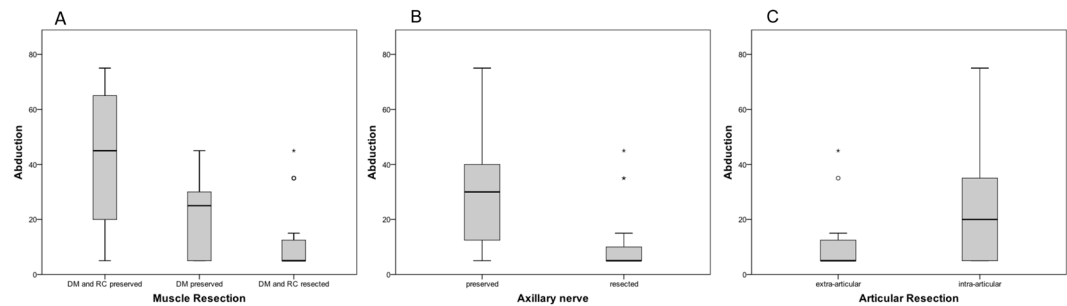 A
Abduction
80
60
40
20
0
DM and RC preserved DM preserved DM and RC resected
Muscle Resection
B
Abduction
80
60
40
20
0
preserved resected
Axillary nerve
C
Abduction
80
60
40
20
0
extra-articular intra-articular
Articular Resection